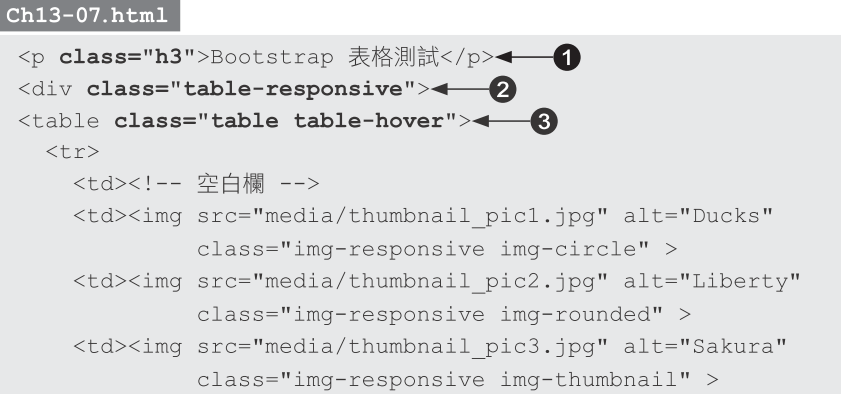 Ch13-07.html
<p class="h3">Bootstrap 表格測試</p>❶
<div class="table-responsive">❷
<table class="table table-hover">❸
<tr>
<td><!-- 空白欄 -->
<td><img src="media/thumbnail_pic1.jpg" alt="Ducks"
class="img-responsive img-circle" >
<td><img src="media/thumbnail_pic2.jpg" alt="Liberty"
class="img-responsive img-rounded" >
<td><img src="media/thumbnail_pic3.jpg" alt="Sakura"
class="img-responsive img-thumbnail" >